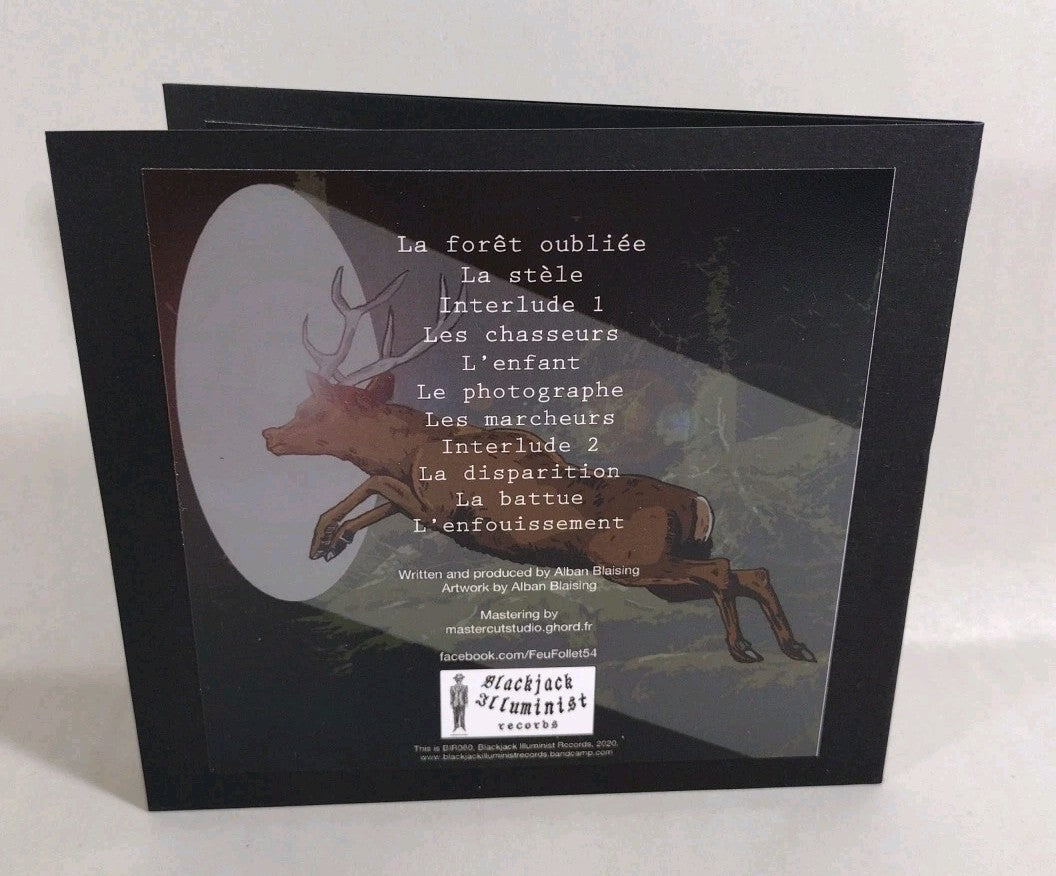 La forêt oubliée
La stèle
Interlude 1
Les chasseurs
L'enfant
Le photographe
Les marcheurs
Interlude 2
La disparition
La battue
L'enfouissement
Written and produced by Alban Blaising
Artwork by Alban Blaising
Mastering by
mastercutstudio.ghord.fr
facebook.com/FeuFollet54
Blackjack
Illuminist
records
This is BIR060, Blackjack Illuminist Records, 2020.
www.blackjackilluministrecords.bandcamp.com